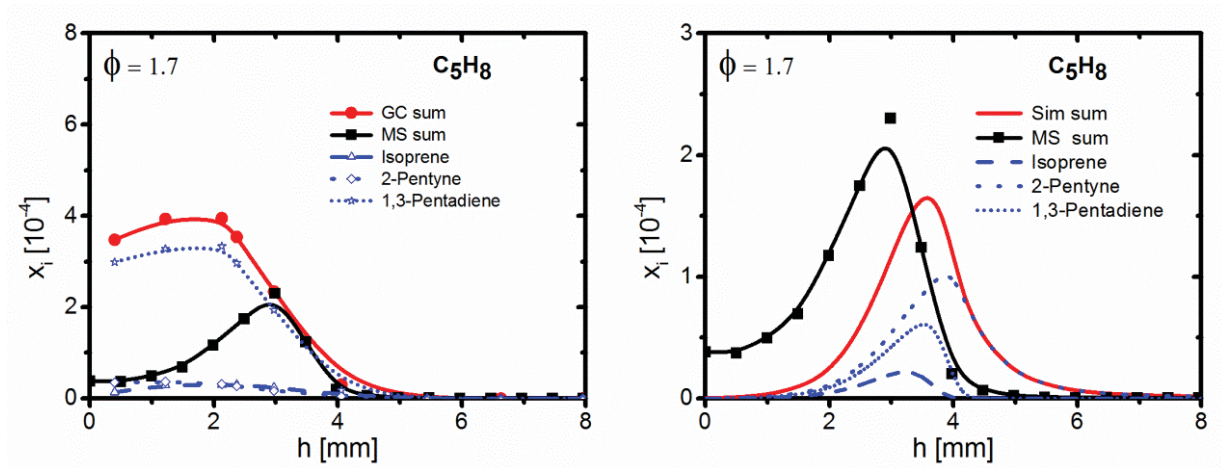 ϕ = 1.7
C₅H₈
GC sum
MS sum
Isoprene
2-Pentyne
1,3-Pentadiene
8
6
4
2
0
xᵢ [10⁻⁴]
0 2 4 6 8
h [mm]
ϕ = 1.7
C₅H₈
Sim sum
MS sum
Isoprene
2-Pentyne
1,3-Pentadiene
3
2
1
0
xᵢ [10⁻⁴]
0 2 4 6 8
h [mm]